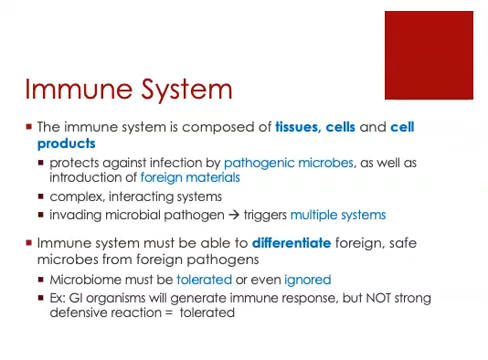 Immune System
The immune system is composed of tissues, cells and cell
products
protects against infection by pathogenic microbes, as well as
introduction of foreign materials
complex, interacting systems
invading microbial pathogen → triggers multiple systems
Immune system must be able to differentiate foreign, safe
microbes from foreign pathogens
Microbiome must be tolerated or even ignored
Ex: GI organisms will generate immune response, but NOT strong
defensive reaction = tolerated